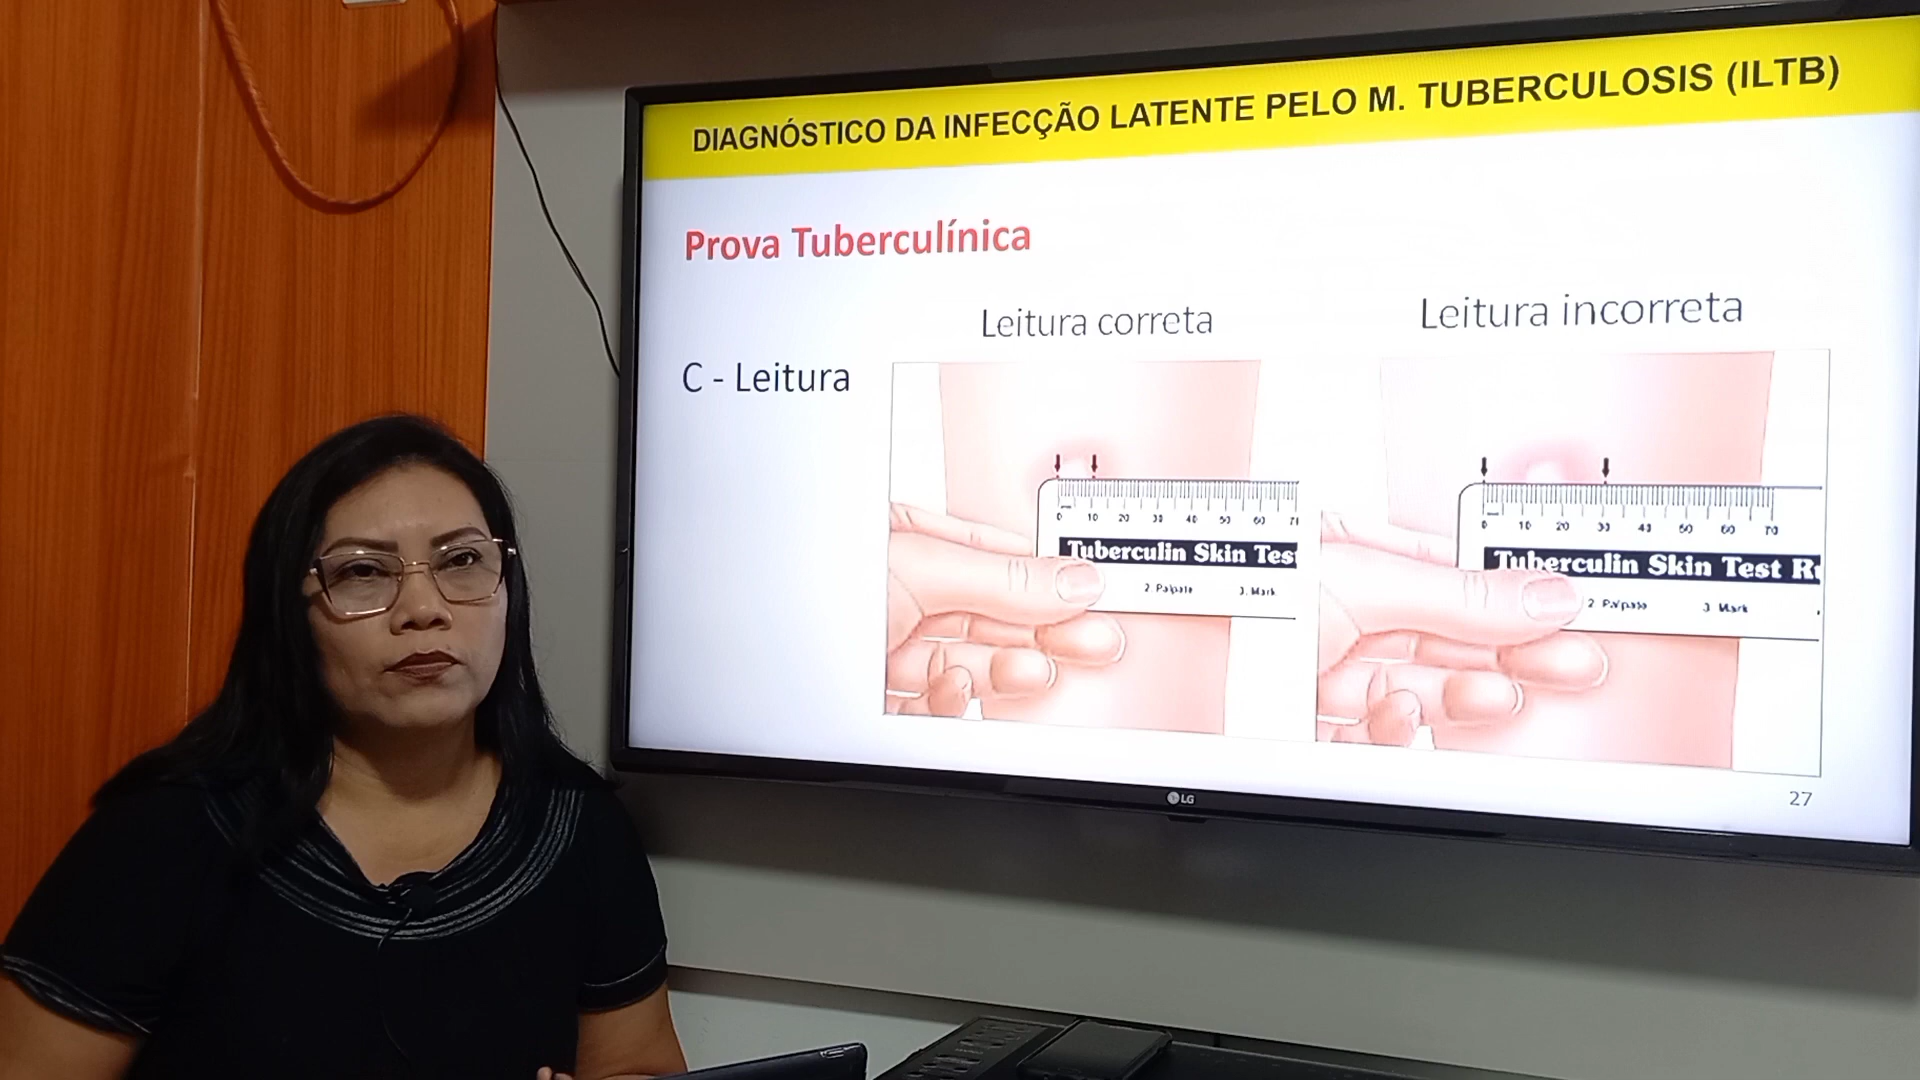 DIAGNÓSTICO DA INFECÇÃO LATENTE PELO M. TUBERCULOSIS (ILTB)
Prova Tuberculínica
Leitura correta
Leitura incorreta
C - Leitura
0 10 20 30 40 50 60
Tuberculin Skin Test
2 Palpate 3. Mark
0 10 20 30 40 50 60 70
Tuberculin Skin Test
2 Palpate 3 Mark
LG
27